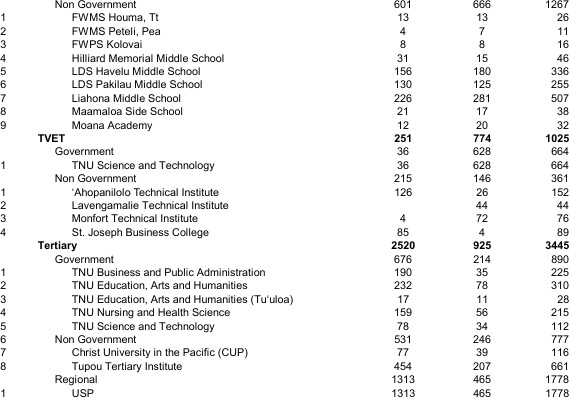 Non Government 601 666 1267
1 FWMS Houma, Tt 13 13 26
2 FWMS Peteli, Pea 4 7 11
3 FWPS Kolovai 8 8 16
4 Hilliard Memorial Middle School 31 15 46
5 LDS Havelu Middle School 156 180 336
6 LDS Pakilau Middle School 130 125 255
7 Liahona Middle School 226 281 507
8 Maamaloa Side School 21 17 38
9 Moana Academy 12 20 32
TVET 251 774 1025
Government 36 628 664
1 TNU Science and Technology 36 628 664
Non Government 215 146 361
1 'Ahopanilolo Technical Institute 126 26 152
2 Lavengamalie Technical Institute 44 44
3 Monfort Technical Institute 4 72 76
4 St. Joseph Business College 85 4 89
Tertiary 2520 925 3445
Government 676 214 890
1 TNU Business and Public Administration 190 35 225
2 TNU Education, Arts and Humanities 232 78 310
3 TNU Education, Arts and Humanities (Tu'uloa) 17 11 28
4 TNU Nursing and Health Science 159 56 215
5 TNU Science and Technology 78 34 112
6 Non Government 531 246 777
7 Christ University in the Pacific (CUP) 77 39 116
8 Tupou Tertiary Institute 454 207 661
Regional 1313 465 1778
1 USP 1313 465 1778